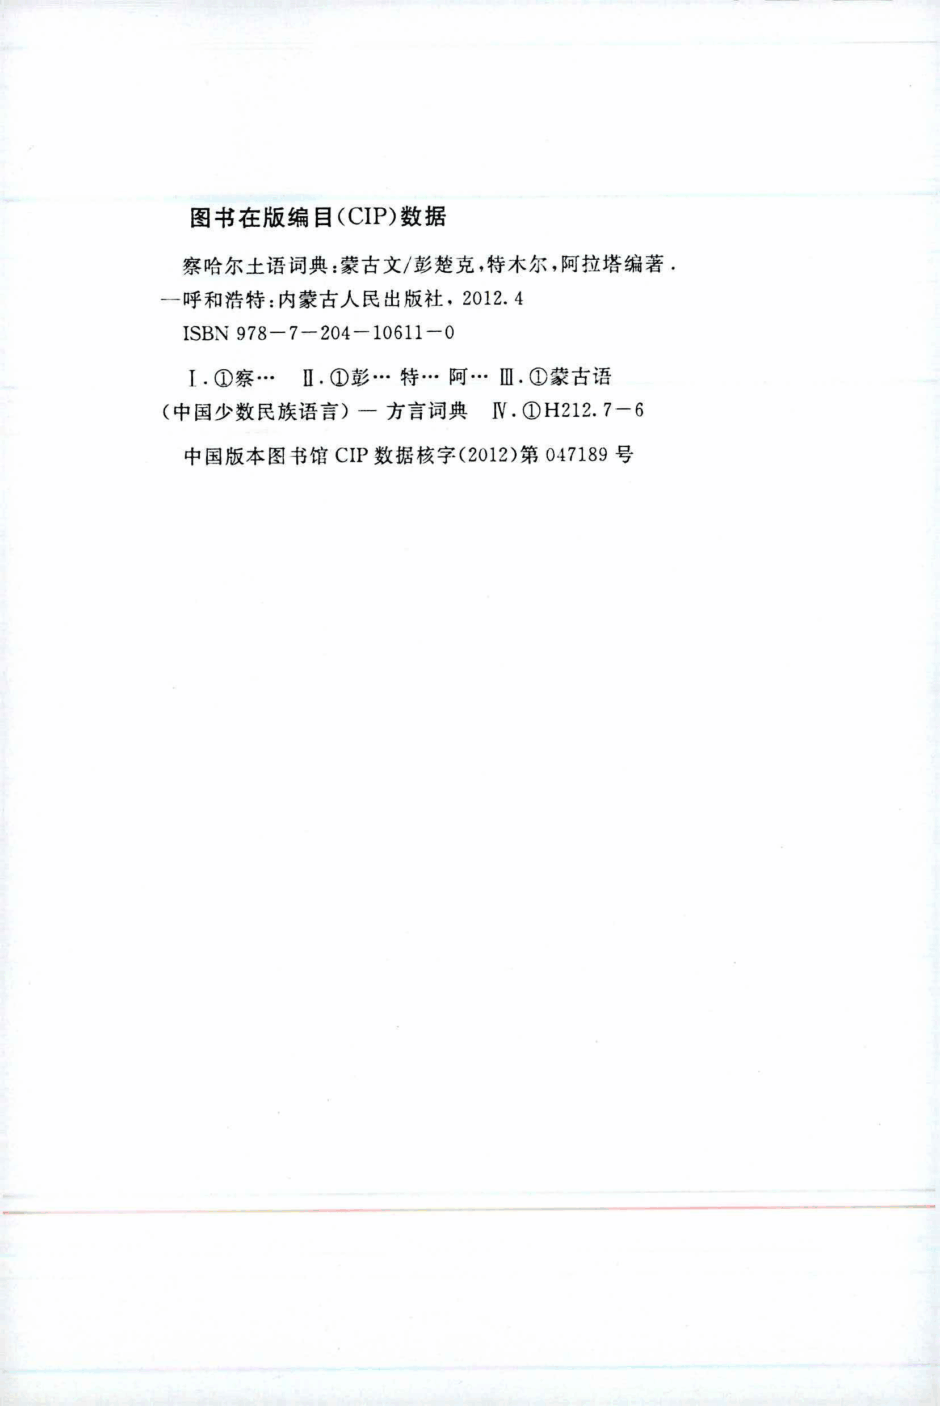 图书在版编目(CIP)数据
察哈尔土语词典:蒙古文/彭楚克,特木尔,阿拉塔编著.
—呼和浩特:内蒙古人民出版社,2012.4
ISBN 978-7-204-10611-0
Ⅰ.①察… Ⅱ.①彭… 特… 阿… Ⅲ.①蒙古语
(中国少数民族语言)— 方言词典 Ⅳ.①H212.7-6
中国版本图书馆 CIP 数据核字(2012)第 047189 号